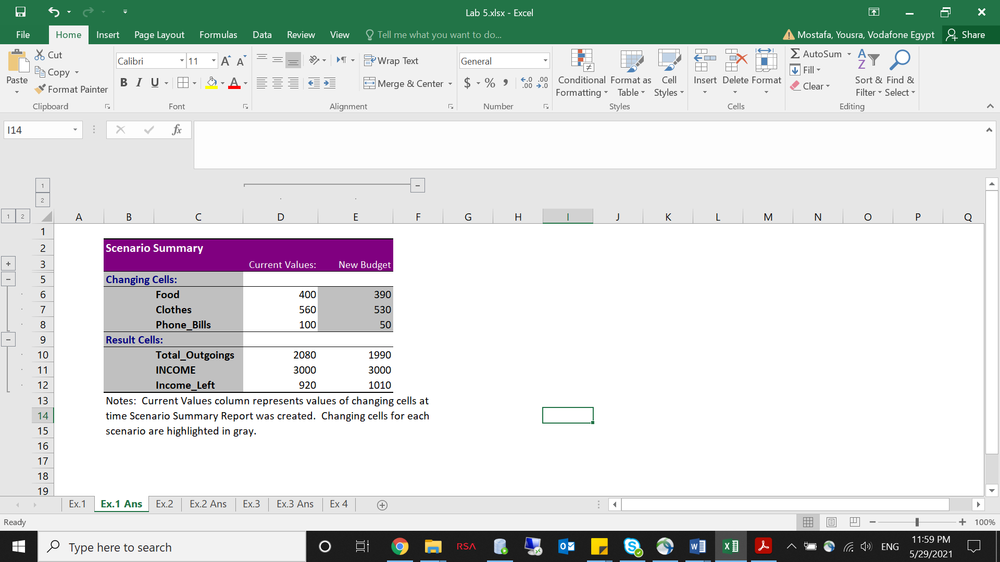 Lab 5.xlsx - Excel
File Home Insert Page Layout Formulas Data Review View Tell me what you want to do... Mostafa, Yousra, Vodafone Egypt Share
Paste
Cut
Copy
Format Painter
Clipboard
Calibri 11
B I U
Font
Wrap Text
Merge & Center
Alignment
General
$ % ,
Number
Conditional Formatting
Format as Table
Cell Styles
Styles
Insert Delete Format
Cells
AutoSum
Fill
Clear
Sort & Filter
Find & Select
Editing
I14
fx
1
2
1 2
A B C D E F G H I J K L M N O P Q
1
2 Scenario Summary
3 Current Values: New Budget
5 Changing Cells:
6 Food 400 390
7 Clothes 560 530
8 Phone_Bills 100 50
9 Result Cells:
10 Total_Outgoings 2080 1990
11 INCOME 3000 3000
12 Income_Left 920 1010
13 Notes: Current Values column represents values of changing cells at
14 time Scenario Summary Report was created. Changing cells for each
15 scenario are highlighted in gray.
16
17
18
19
Ex.1 Ex.1 Ans Ex.2 Ex.2 Ans Ex.3 Ex.3 Ans Ex 4
Ready 100%
Type here to search
RSA
ENG
11:59 PM
5/29/2021